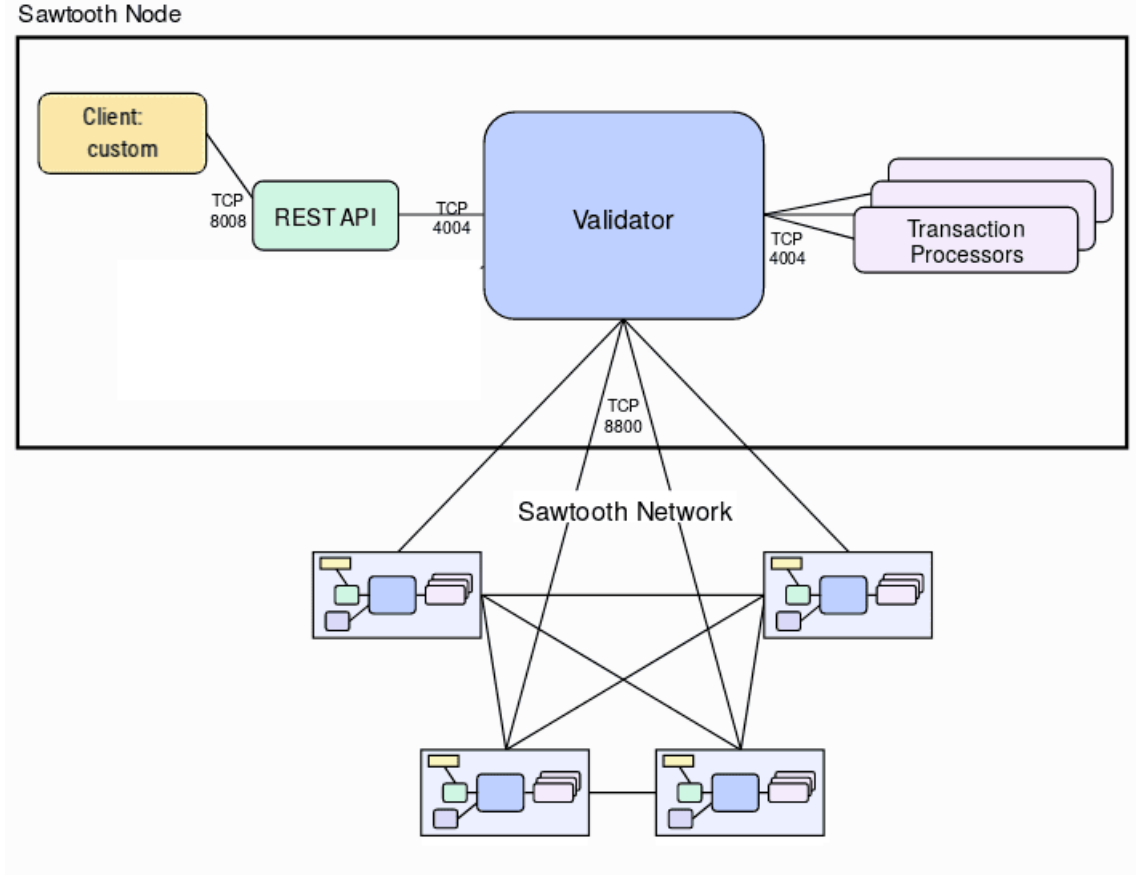 Sawtooth Node
Client:
custom
TCP
8008
REST API
TCP
4004
Validator
TCP
4004
Transaction
Processors
TCP
8800
Sawtooth Network